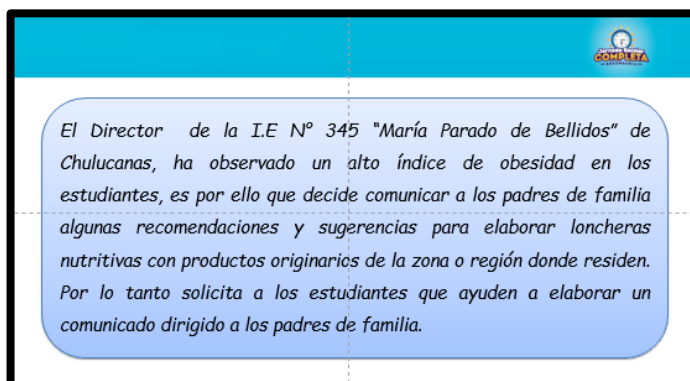 Jornada Escolar
COMPLETA
El Director de la I.E N° 345 "María Parado de Bellidos" de
Chulucanas, ha observado un alto índice de obesidad en los
estudiantes, es por ello que decide comunicar a los padres de familia
algunas recomendaciones y sugerencias para elaborar loncheras
nutritivas con productos originarios de la zona o región donde residen.
Por lo tanto solicita a los estudiantes que ayuden a elaborar un
comunicado dirigido a los padres de familia.